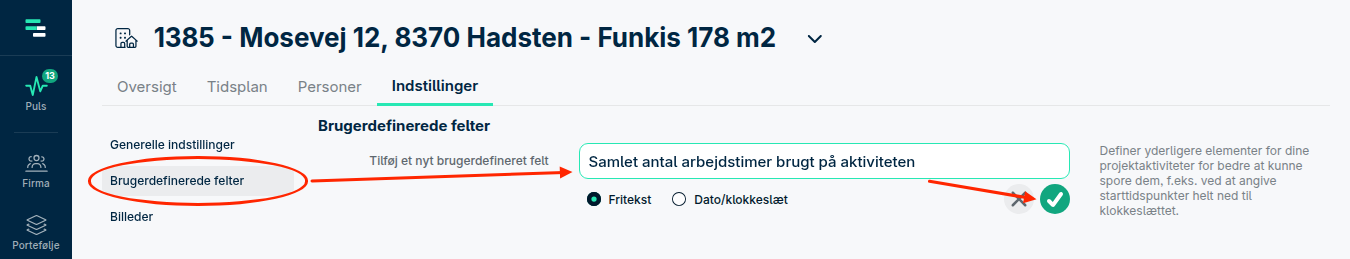 1385 - Mosevej 12, 8370 Hadsten - Funkis 178 m2
13
Puls
Firma
Portefølje
Oversigt Tidsplan Personer Indstillinger
Generelle indstillinger
Brugerdefinerede felter
Billeder
Brugerdefinerede felter
Tilføj et nyt brugerdefineret felt
Samlet antal arbejdstimer brugt på aktiviteten
Fritekst Dato/klokkeslæt
Definer yderligere elementer for dine
projektaktiviteter for bedre at kunne
spore dem, f.eks. ved at angive
starttidspunkter helt ned til
klokkeslættet.